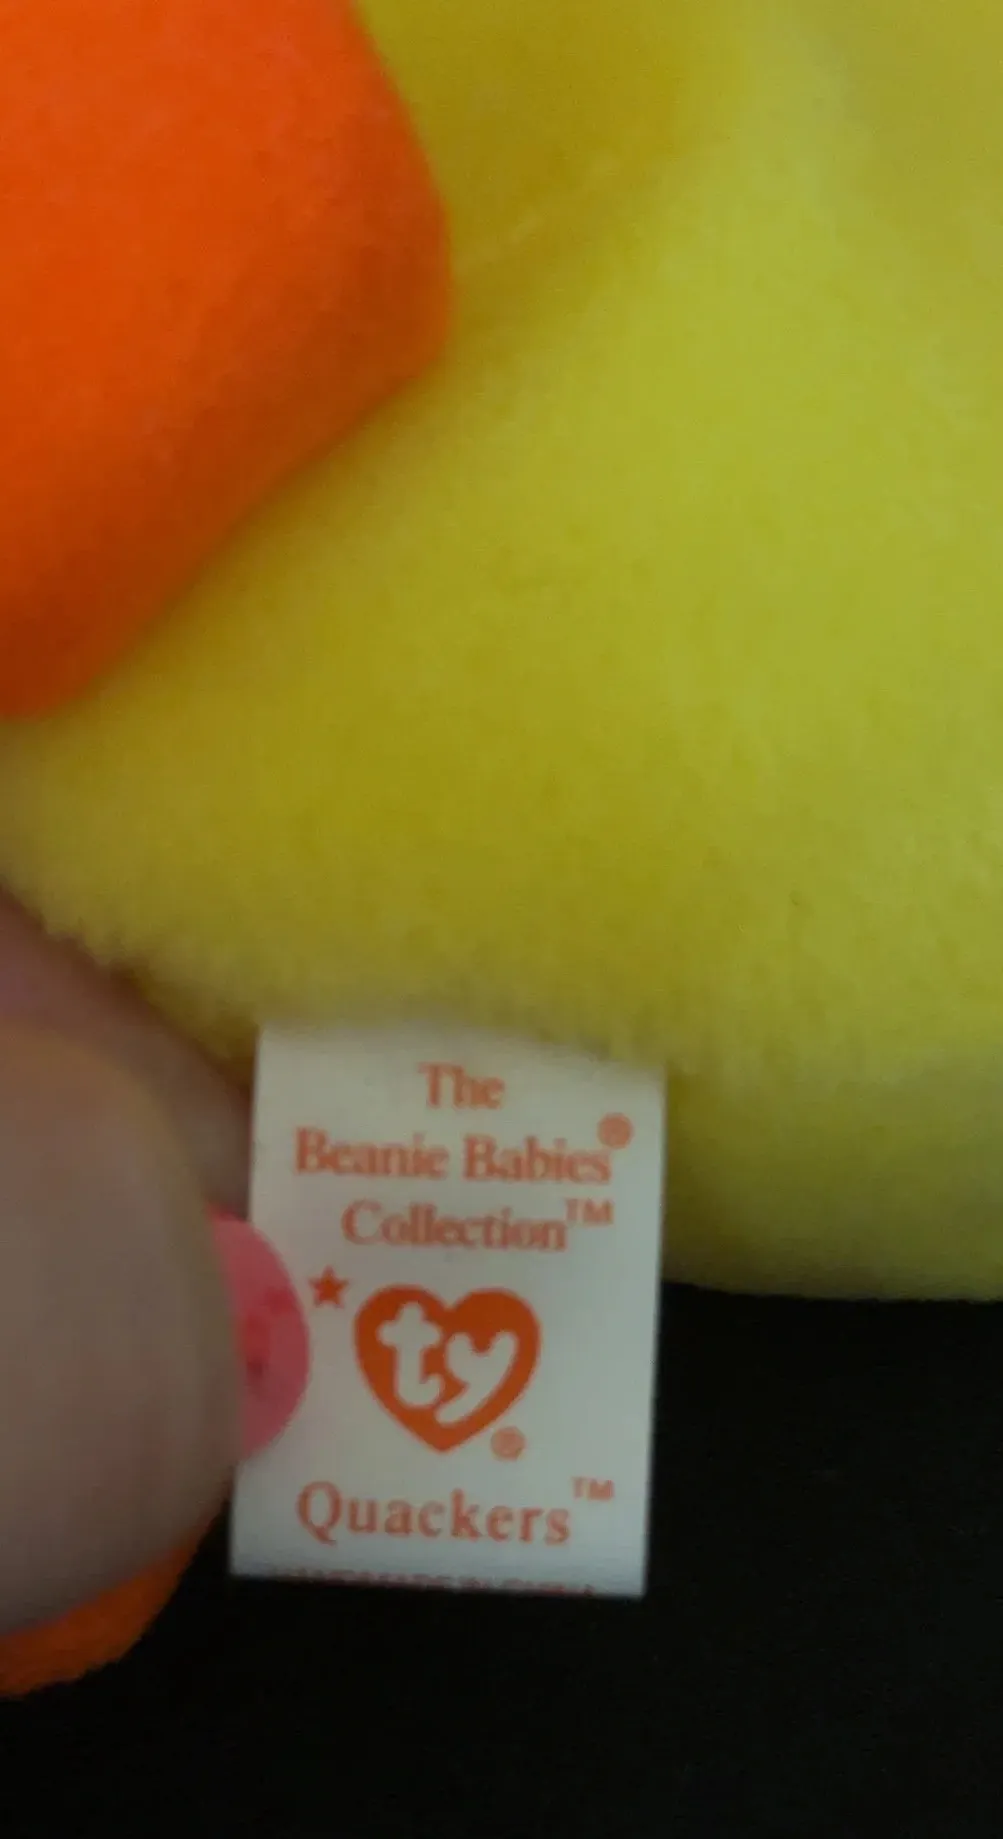 The
Beanie Babies®
Collection™
ty®
Quackers™